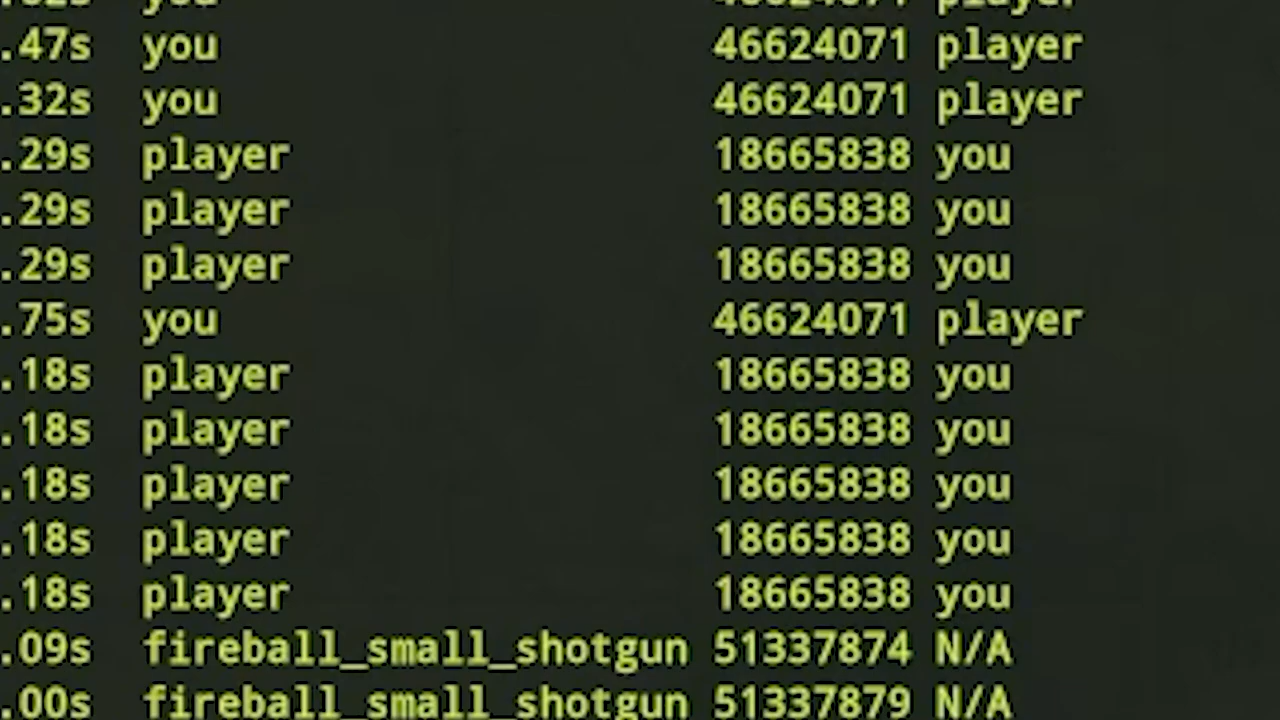 .47s you 46624071 player
.32s you 46624071 player
.29s player 18665838 you
.29s player 18665838 you
.29s player 18665838 you
.75s you 46624071 player
.18s player 18665838 you
.18s player 18665838 you
.18s player 18665838 you
.18s player 18665838 you
.18s player 18665838 you
.09s fireball_small_shotgun 51337874 N/A
.00s fireball_small_shotgun 51337879 N/A